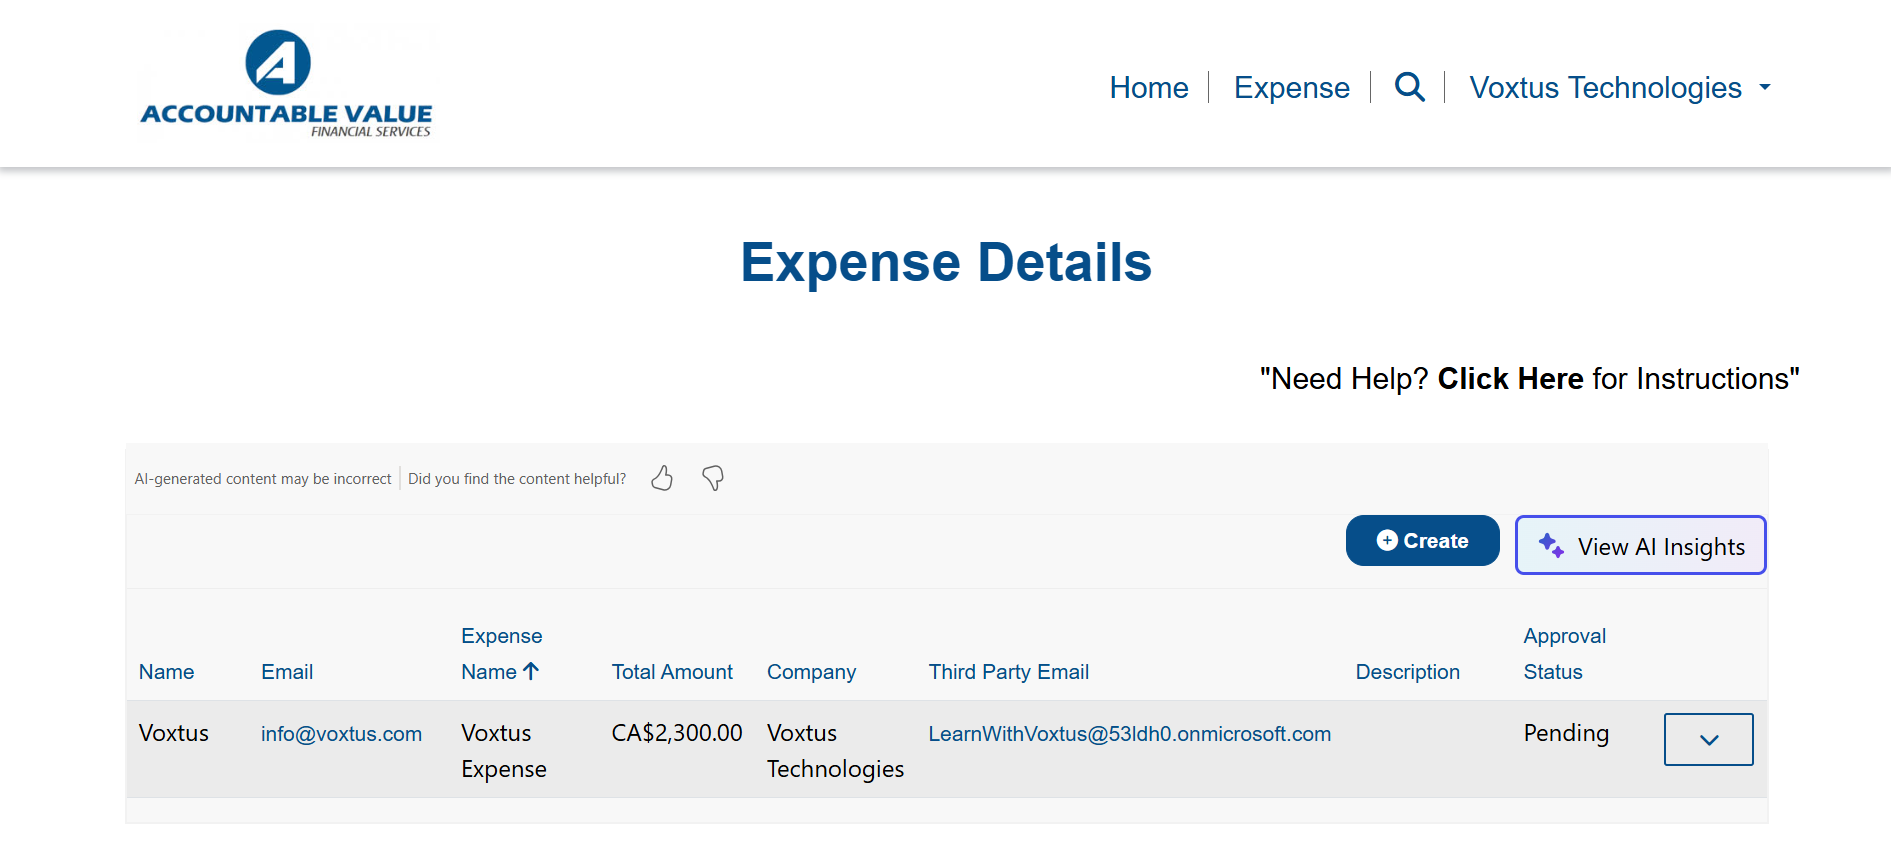 ACCOUNTABLE VALUE
FINANCIAL SERVICES
Home Expense Voxtus Technologies
Expense Details
"Need Help? Click Here for Instructions"
AI-generated content may be incorrect Did you find the content helpful?
Create View AI Insights
Name Email Expense Name Total Amount Company Third Party Email Description Approval Status
Voxtus info@voxtus.com Voxtus Expense CA$2,300.00 Voxtus Technologies LearnWithVoxtus@53ldh0.onmicrosoft.com Pending